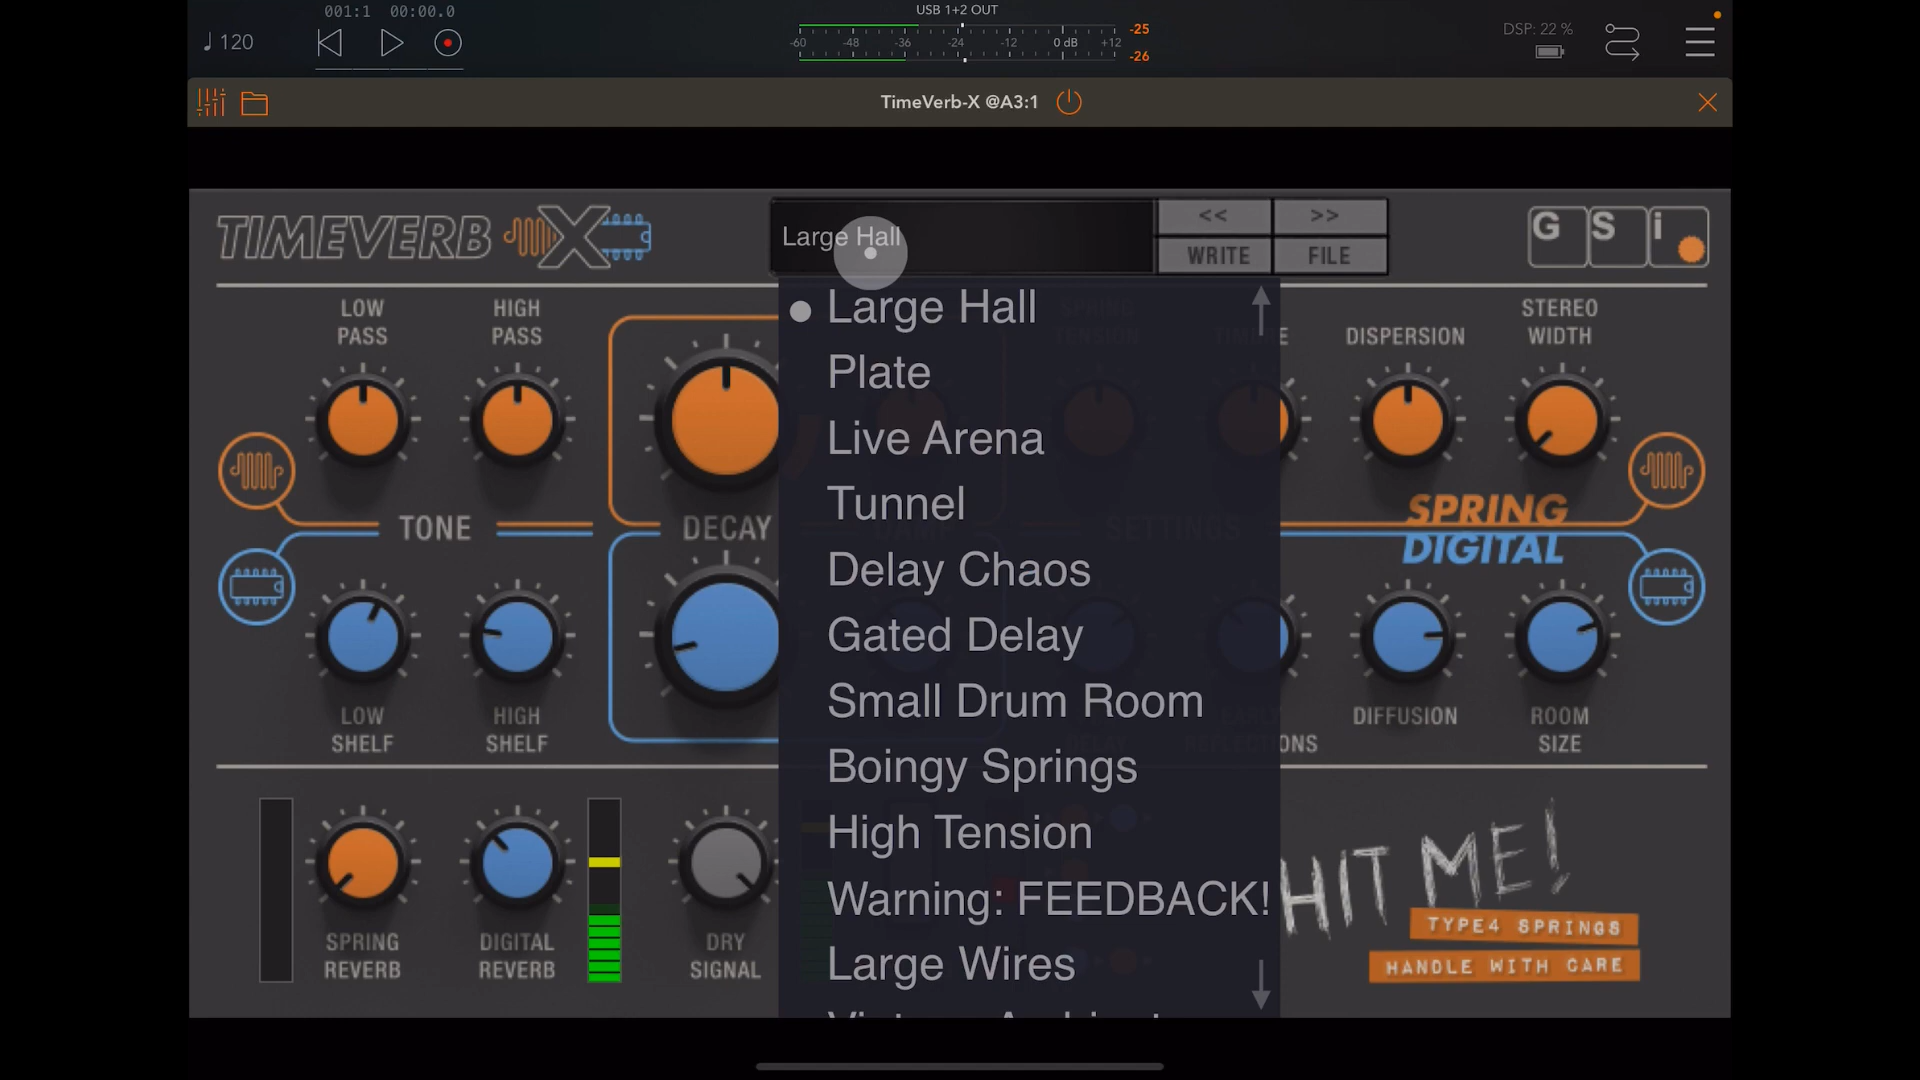 001:1 00:00.0
120
USB 1+2 OUT
-60 -48 -36 -24 -12 0 dB +12
-25
-26
DSP: 22 %
TimeVerb-X @A3:1
TIMEVERB X
Large Hall
<< >>
WRITE FILE
G S i
LOW PASS
HIGH PASS
DISPERSION
STEREO WIDTH
Large Hall
Plate
Live Arena
Tunnel
Delay Chaos
Gated Delay
Small Drum Room
Boingy Springs
High Tension
Warning: FEEDBACK!
Large Wires
TONE
DECAY
SETTINGS
SPRING
DIGITAL
LOW SHELF
HIGH SHELF
DIFFUSION
ROOM SIZE
SPRING REVERB
DIGITAL REVERB
DRY SIGNAL
HIT ME!
TYPE4 SPRINGS
HANDLE WITH CARE